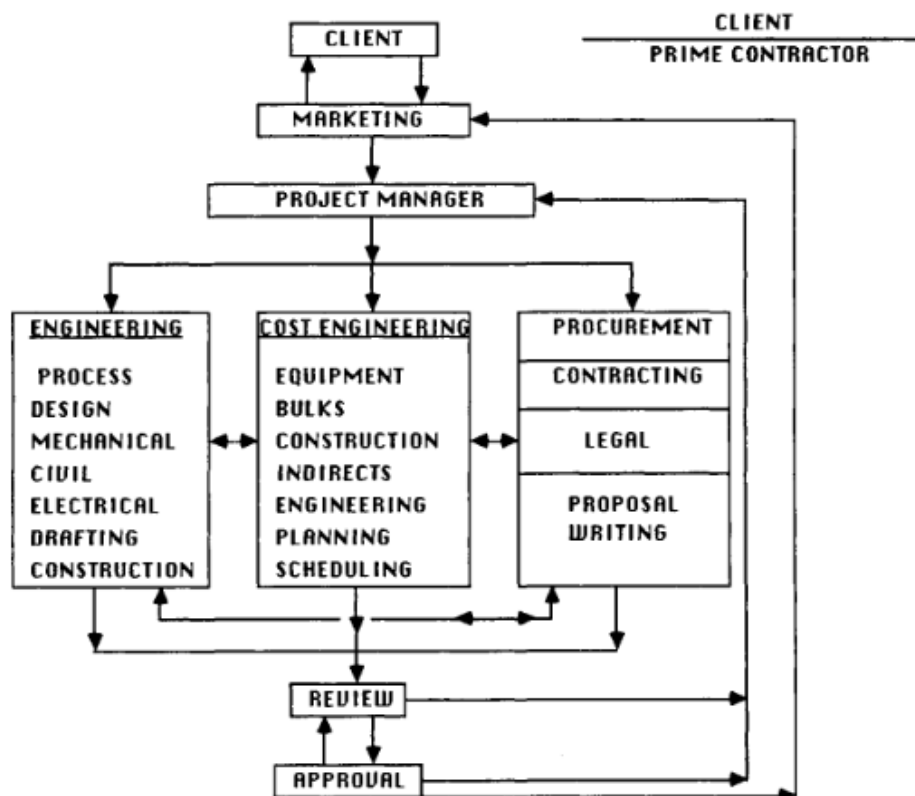 CLIENT
CLIENT
PRIME CONTRACTOR
MARKETING
PROJECT MANAGER
ENGINEERING
PROCESS
DESIGN
MECHANICAL
CIVIL
ELECTRICAL
DRAFTING
CONSTRUCTION
COST ENGINEERING
EQUIPMENT
BULKS
CONSTRUCTION
INDIRECTS
ENGINEERING
PLANNING
SCHEDULING
PROCUREMENT
CONTRACTING
LEGAL
PROPOSAL
WRITING
REVIEW
APPROVAL